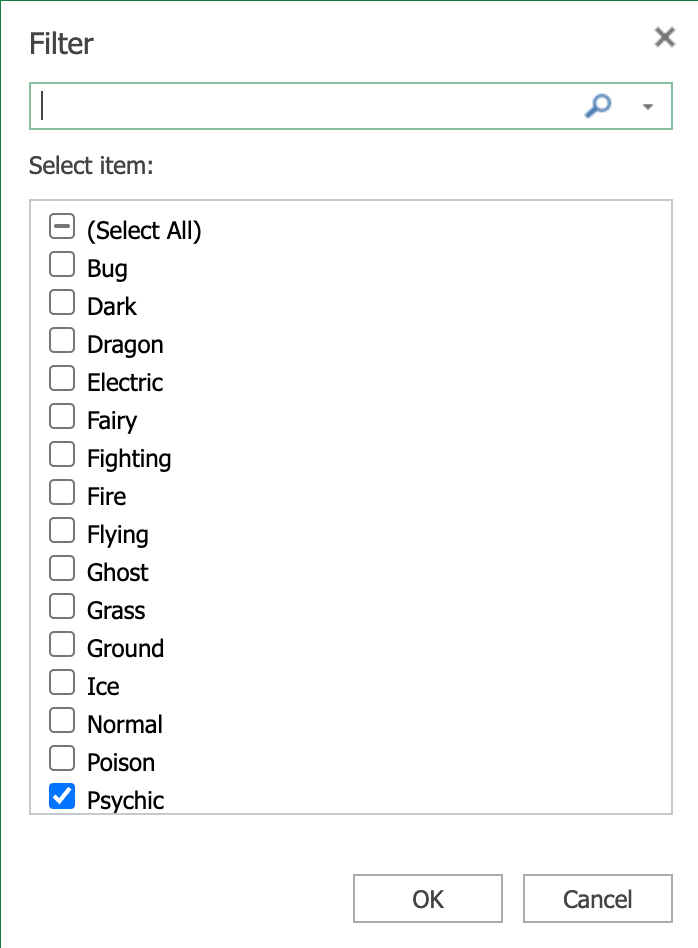 Filter
Select item:
(Select All)
Bug
Dark
Dragon
Electric
Fairy
Fighting
Fire
Flying
Ghost
Grass
Ground
Ice
Normal
Poison
Psychic
OK
Cancel